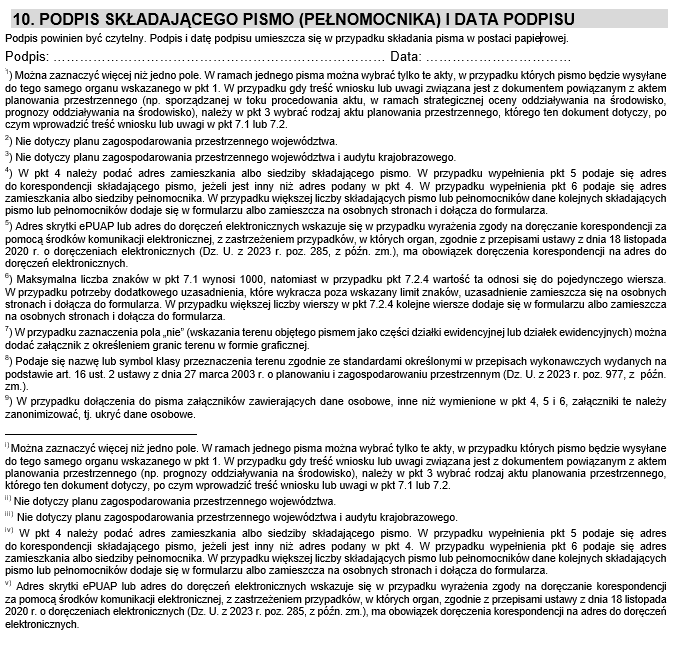 10. PODPIS SKŁADAJĄCEGO PISMO (PEŁNOMOCNIKA) I DATA PODPISU
Podpis powinien być czytelny. Podpis i datę podpisu umieszcza się w przypadku składania pisma w postaci papierowej.
Podpis: …………………………………………………………………. Data: ……………………………
1) Można zaznaczyć więcej niż jedno pole. W ramach jednego pisma można wybrać tylko te akty, w przypadku których pismo będzie wysyłane
do tego samego organu wskazanego w pkt 1. W przypadku gdy treść wniosku lub uwagi związana jest z dokumentem powiązanym z aktem
planowania przestrzennego (np. sporządzanej w toku procedowania aktu, w ramach strategicznej oceny oddziaływania na środowisko,
prognozy oddziaływania na środowisko), należy w pkt 3 wybrać rodzaj aktu planowania przestrzennego, którego ten dokument dotyczy, po
czym wprowadzić treść wniosku lub uwagi w pkt 7.1 lub 7.2.
2) Nie dotyczy planu zagospodarowania przestrzennego województwa.
3) Nie dotyczy planu zagospodarowania przestrzennego województwa i audytu krajobrazowego.
4) W pkt 4 należy podać adres zamieszkania albo siedziby składającego pismo. W przypadku wypełnienia pkt 5 podaje się adres
do korespondencji składającego pismo, jeżeli jest inny niż adres podany w pkt 4. W przypadku wypełnienia pkt 6 podaje się adres
zamieszkania albo siedziby pełnomocnika. W przypadku większej liczby składających pismo lub pełnomocników dane kolejnych składających
pismo lub pełnomocników dodaje się w formularzu albo zamieszcza na osobnych stronach i dołącza do formularza.
5) Adres skrytki ePUAP lub adres do doręczeń elektronicznych wskazuje się w przypadku wyrażenia zgody na doręczanie korespondencji za
pomocą środków komunikacji elektronicznej, z zastrzeżeniem przypadków, w których organ, zgodnie z przepisami ustawy z dnia 18 listopada
2020 r. o doręczeniach elektronicznych (Dz. U. z 2023 r. poz. 285, z późn. zm.), ma obowiązek doręczenia korespondencji na adres do
doręczeń elektronicznych.
6) Maksymalna liczba znaków w pkt 7.1 wynosi 1000, natomiast w przypadku pkt 7.2.4 wartość ta odnosi się do pojedynczego wiersza.
W przypadku potrzeby dodatkowego uzasadnienia, które wykracza poza wskazany limit znaków, uzasadnienie zamieszcza się na osobnych
stronach i dołącza do formularza. W przypadku większej liczby wierszy w pkt 7.2.4 kolejne wiersze dodaje się w formularzu albo zamieszcza
na osobnych stronach i dołącza do formularza.
7) W przypadku zaznaczenia pola „nie” (wskazania terenu objętego pismem jako części działki ewidencyjnej lub działek ewidencyjnych) można
dodać załącznik z określeniem granic terenu w formie graficznej.
8) Podaje się nazwę lub symbol klasy przeznaczenia terenu zgodnie ze standardami określonymi w przepisach wykonawczych wydanych na
podstawie art. 16 ust. 2 ustawy z dnia 27 marca 2003 r. o planowaniu i zagospodarowaniu przestrzennym (Dz. U. z 2023 r. poz. 977, z późn.
zm.).
9) W przypadku dołączenia do pisma załączników zawierających dane osobowe, inne niż wymienione w pkt 4, 5 i 6, załączniki te należy
zanonimizować, tj. ukryć dane osobowe.
i) Można zaznaczyć więcej niż jedno pole. W ramach jednego pisma można wybrać tylko te akty, w przypadku których pismo będzie wysyłane
do tego samego organu wskazanego w pkt 1. W przypadku gdy treść wniosku lub uwagi związana jest z dokumentem powiązanym z aktem
planowania przestrzennego (np. prognozy oddziaływania na środowisko), należy w pkt 3 wybrać rodzaj aktu planowania przestrzennego,
którego ten dokument dotyczy, po czym wprowadzić treść wniosku lub uwagi w pkt 7.1 lub 7.2.
ii) Nie dotyczy planu zagospodarowania przestrzennego województwa.
iii) Nie dotyczy planu zagospodarowania przestrzennego województwa i audytu krajobrazowego.
iv) W pkt 4 należy podać adres zamieszkania albo siedziby składającego pismo. W przypadku wypełnienia pkt 5 podaje się adres
do korespondencji składającego pismo, jeżeli jest inny niż adres podany w pkt 4. W przypadku wypełnienia pkt 6 podaje się adres
zamieszkania albo siedziby pełnomocnika. W przypadku większej liczby składających pismo lub pełnomocników dane kolejnych składających
pismo lub pełnomocników dodaje się w formularzu albo zamieszcza na osobnych stronach i dołącza do formularza.
v) Adres skrytki ePUAP lub adres do doręczeń elektronicznych wskazuje się w przypadku wyrażenia zgody na doręczanie korespondencji
za pomocą środków komunikacji elektronicznej, z zastrzeżeniem przypadków, w których organ, zgodnie z przepisami ustawy z dnia 18 listopada
2020 r. o doręczeniach elektronicznych (Dz. U. z 2023 r. poz. 285, z późn. zm.), ma obowiązek doręczenia korespondencji na adres do doręczeń
elektronicznych.